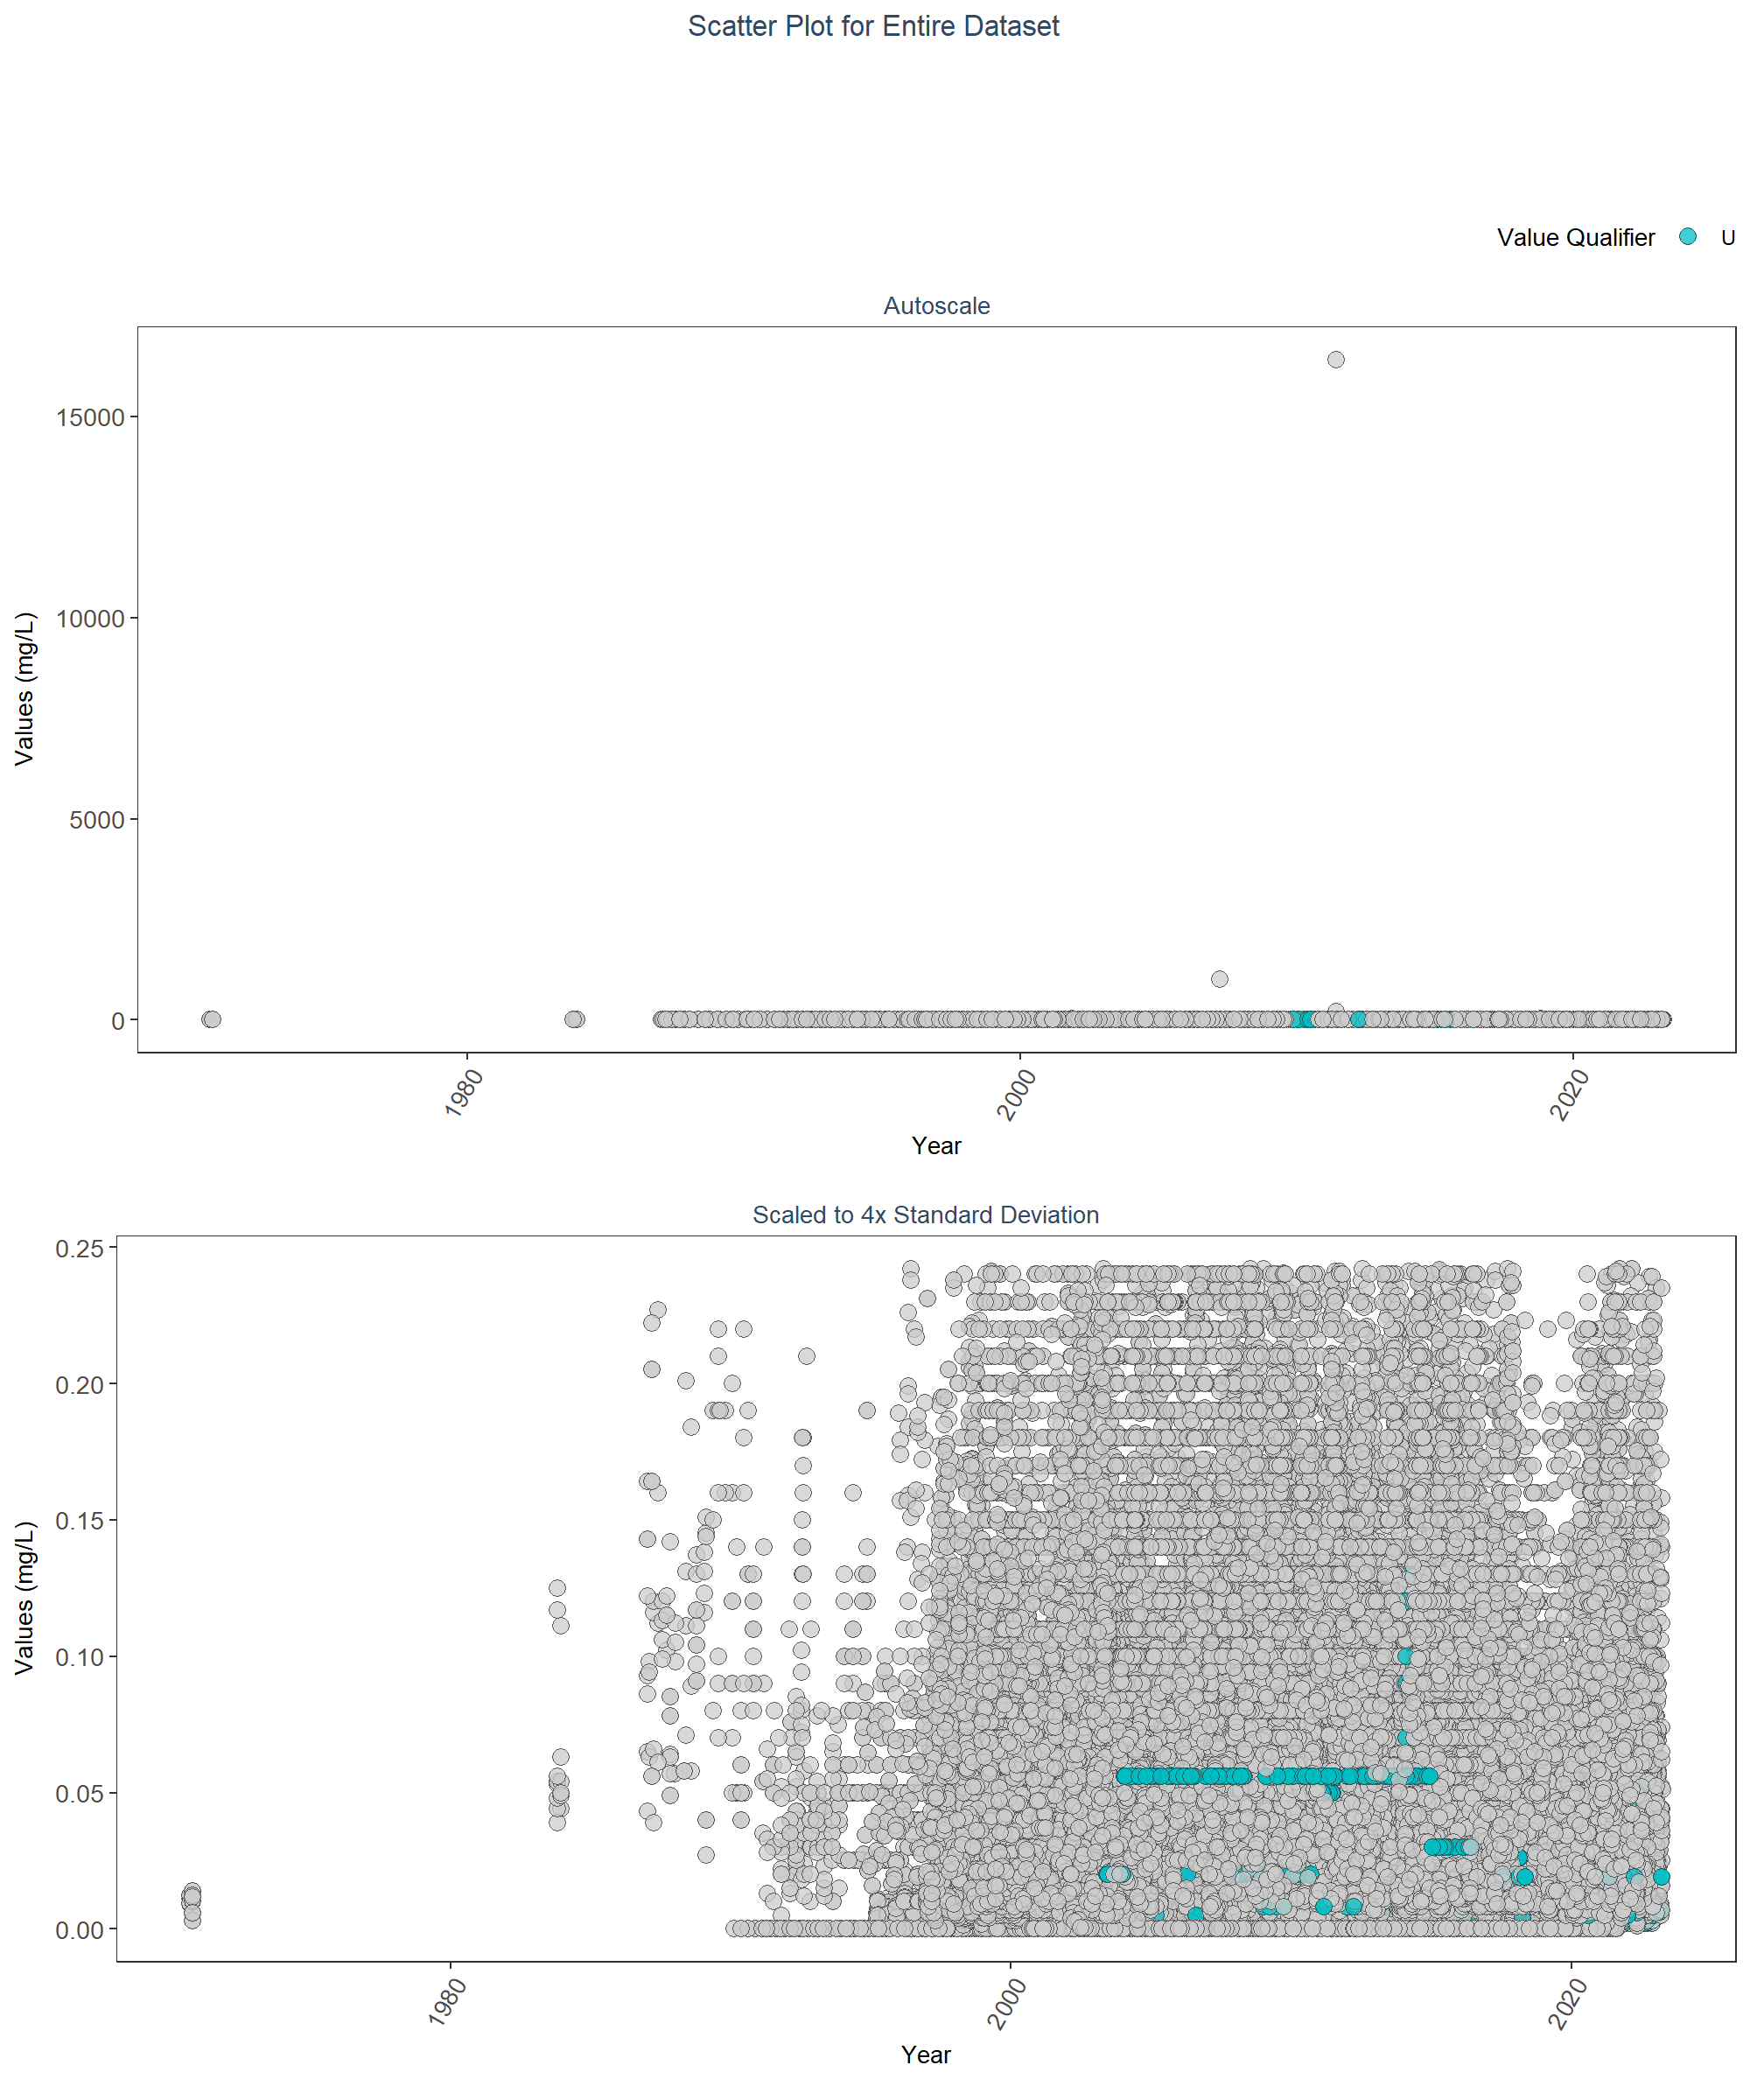 Scatter Plot for Entire Dataset
Value Qualifier U
Autoscale
15000
10000
5000
0
Values (mg/L)
1980 2000 2020
Year
Scaled to 4x Standard Deviation
0.25
0.20
0.15
0.10
0.05
0.00
Values (mg/L)
1980 2000 2020
Year